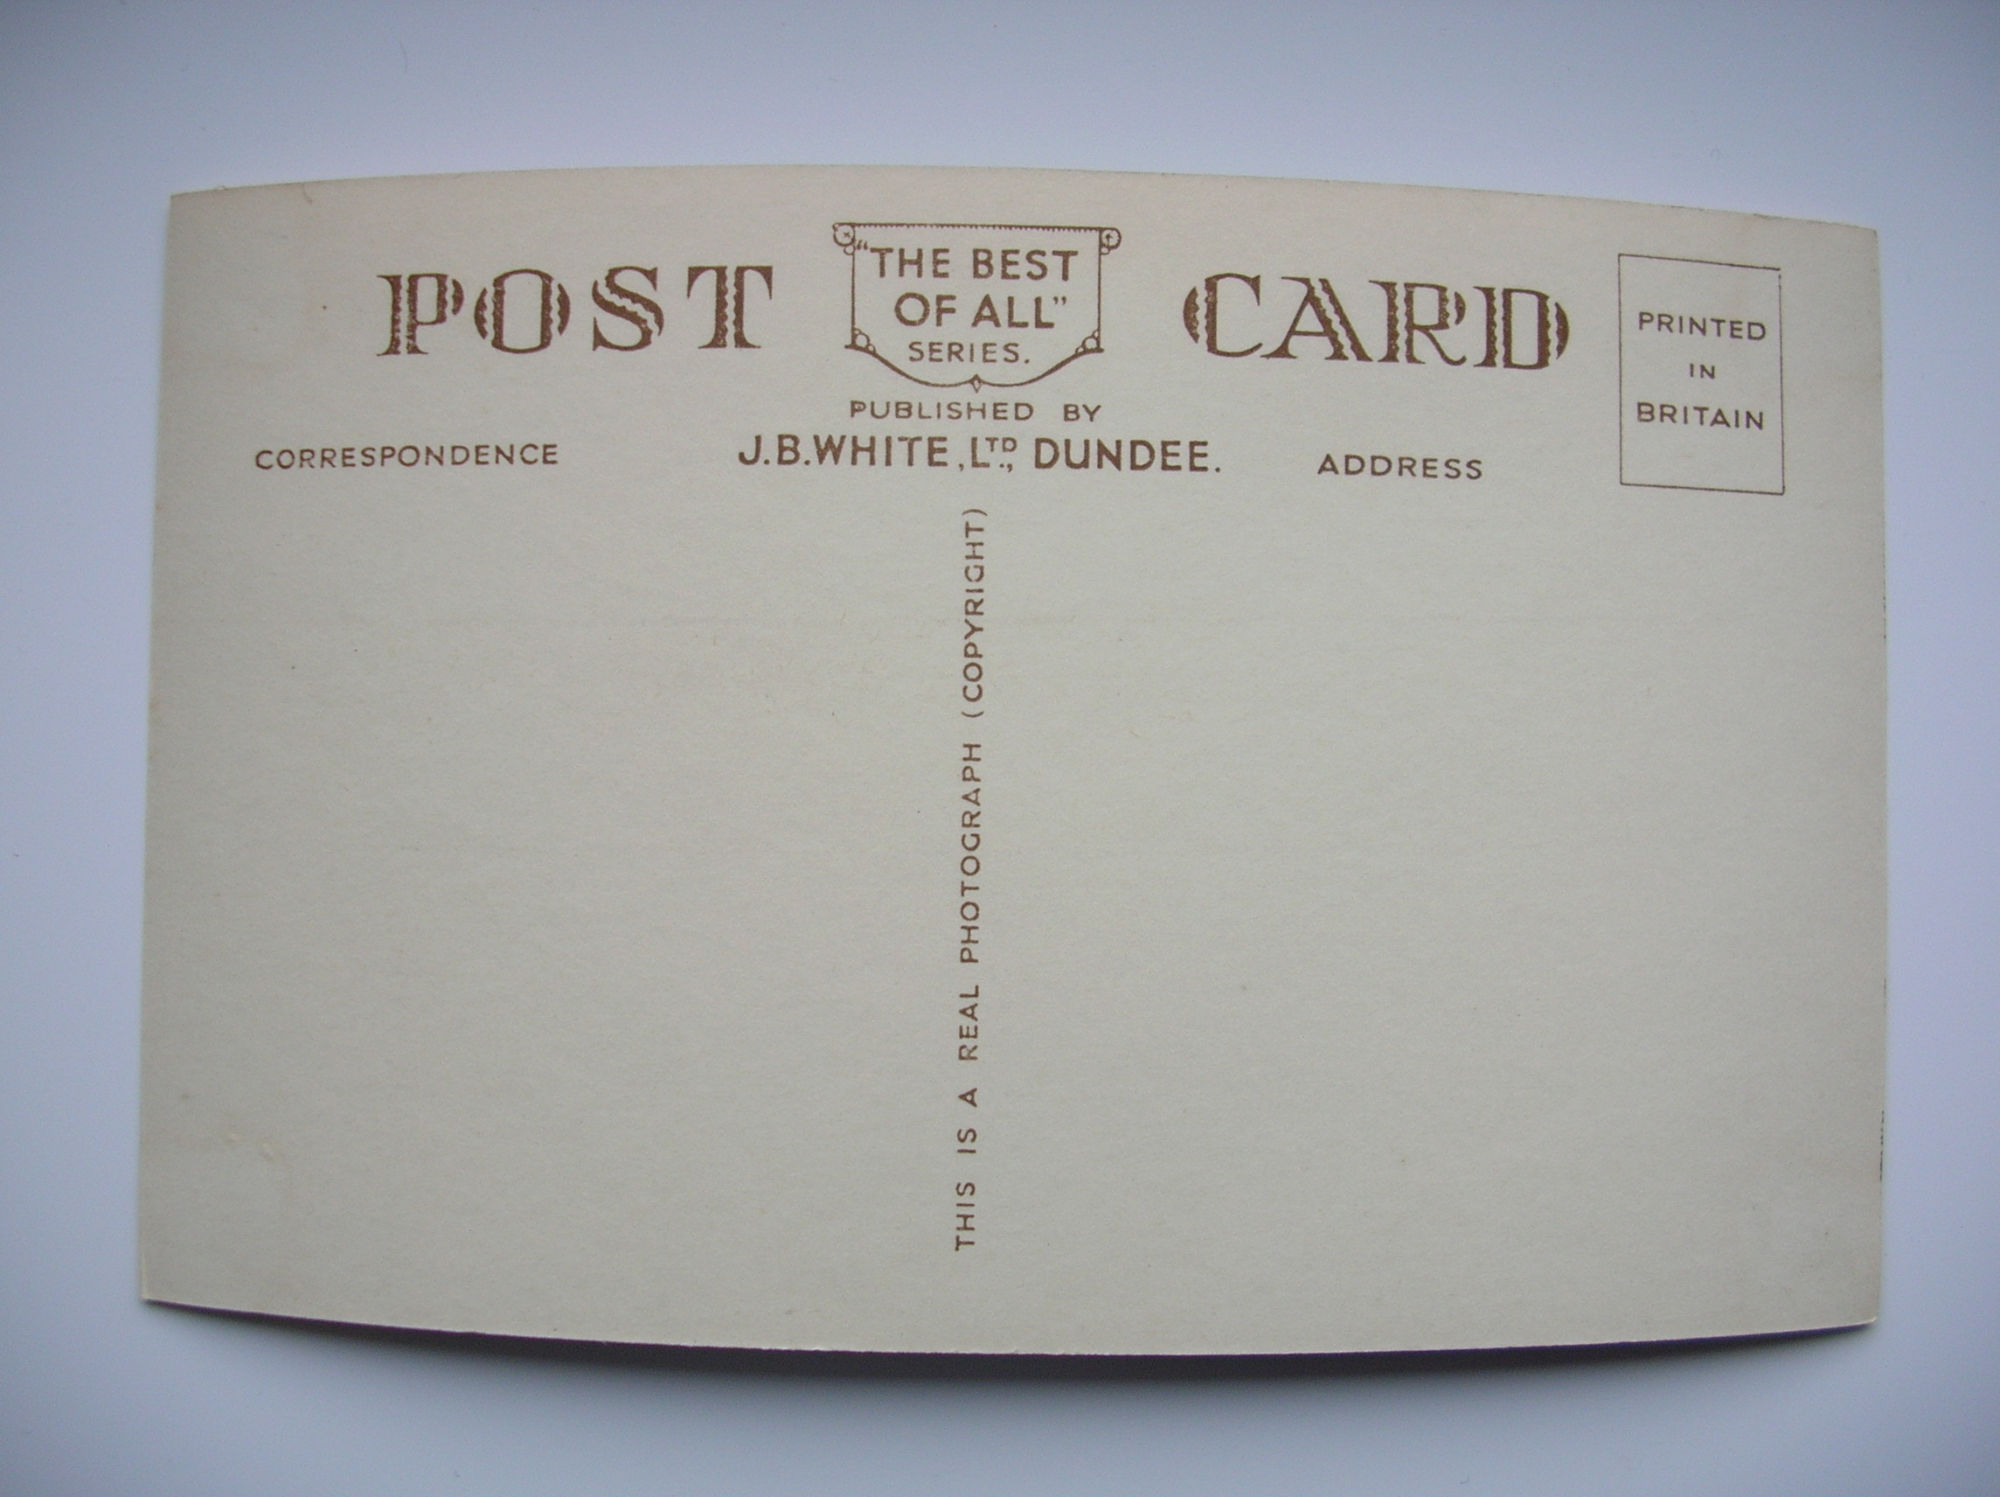 POST CARD
"THE BEST
OF ALL"
SERIES.
PUBLISHED BY
J.B.WHITE, LTD., DUNDEE.
CORRESPONDENCE
ADDRESS
PRINTED
IN
BRITAIN
THIS IS A REAL PHOTOGRAPH (COPYRIGHT)